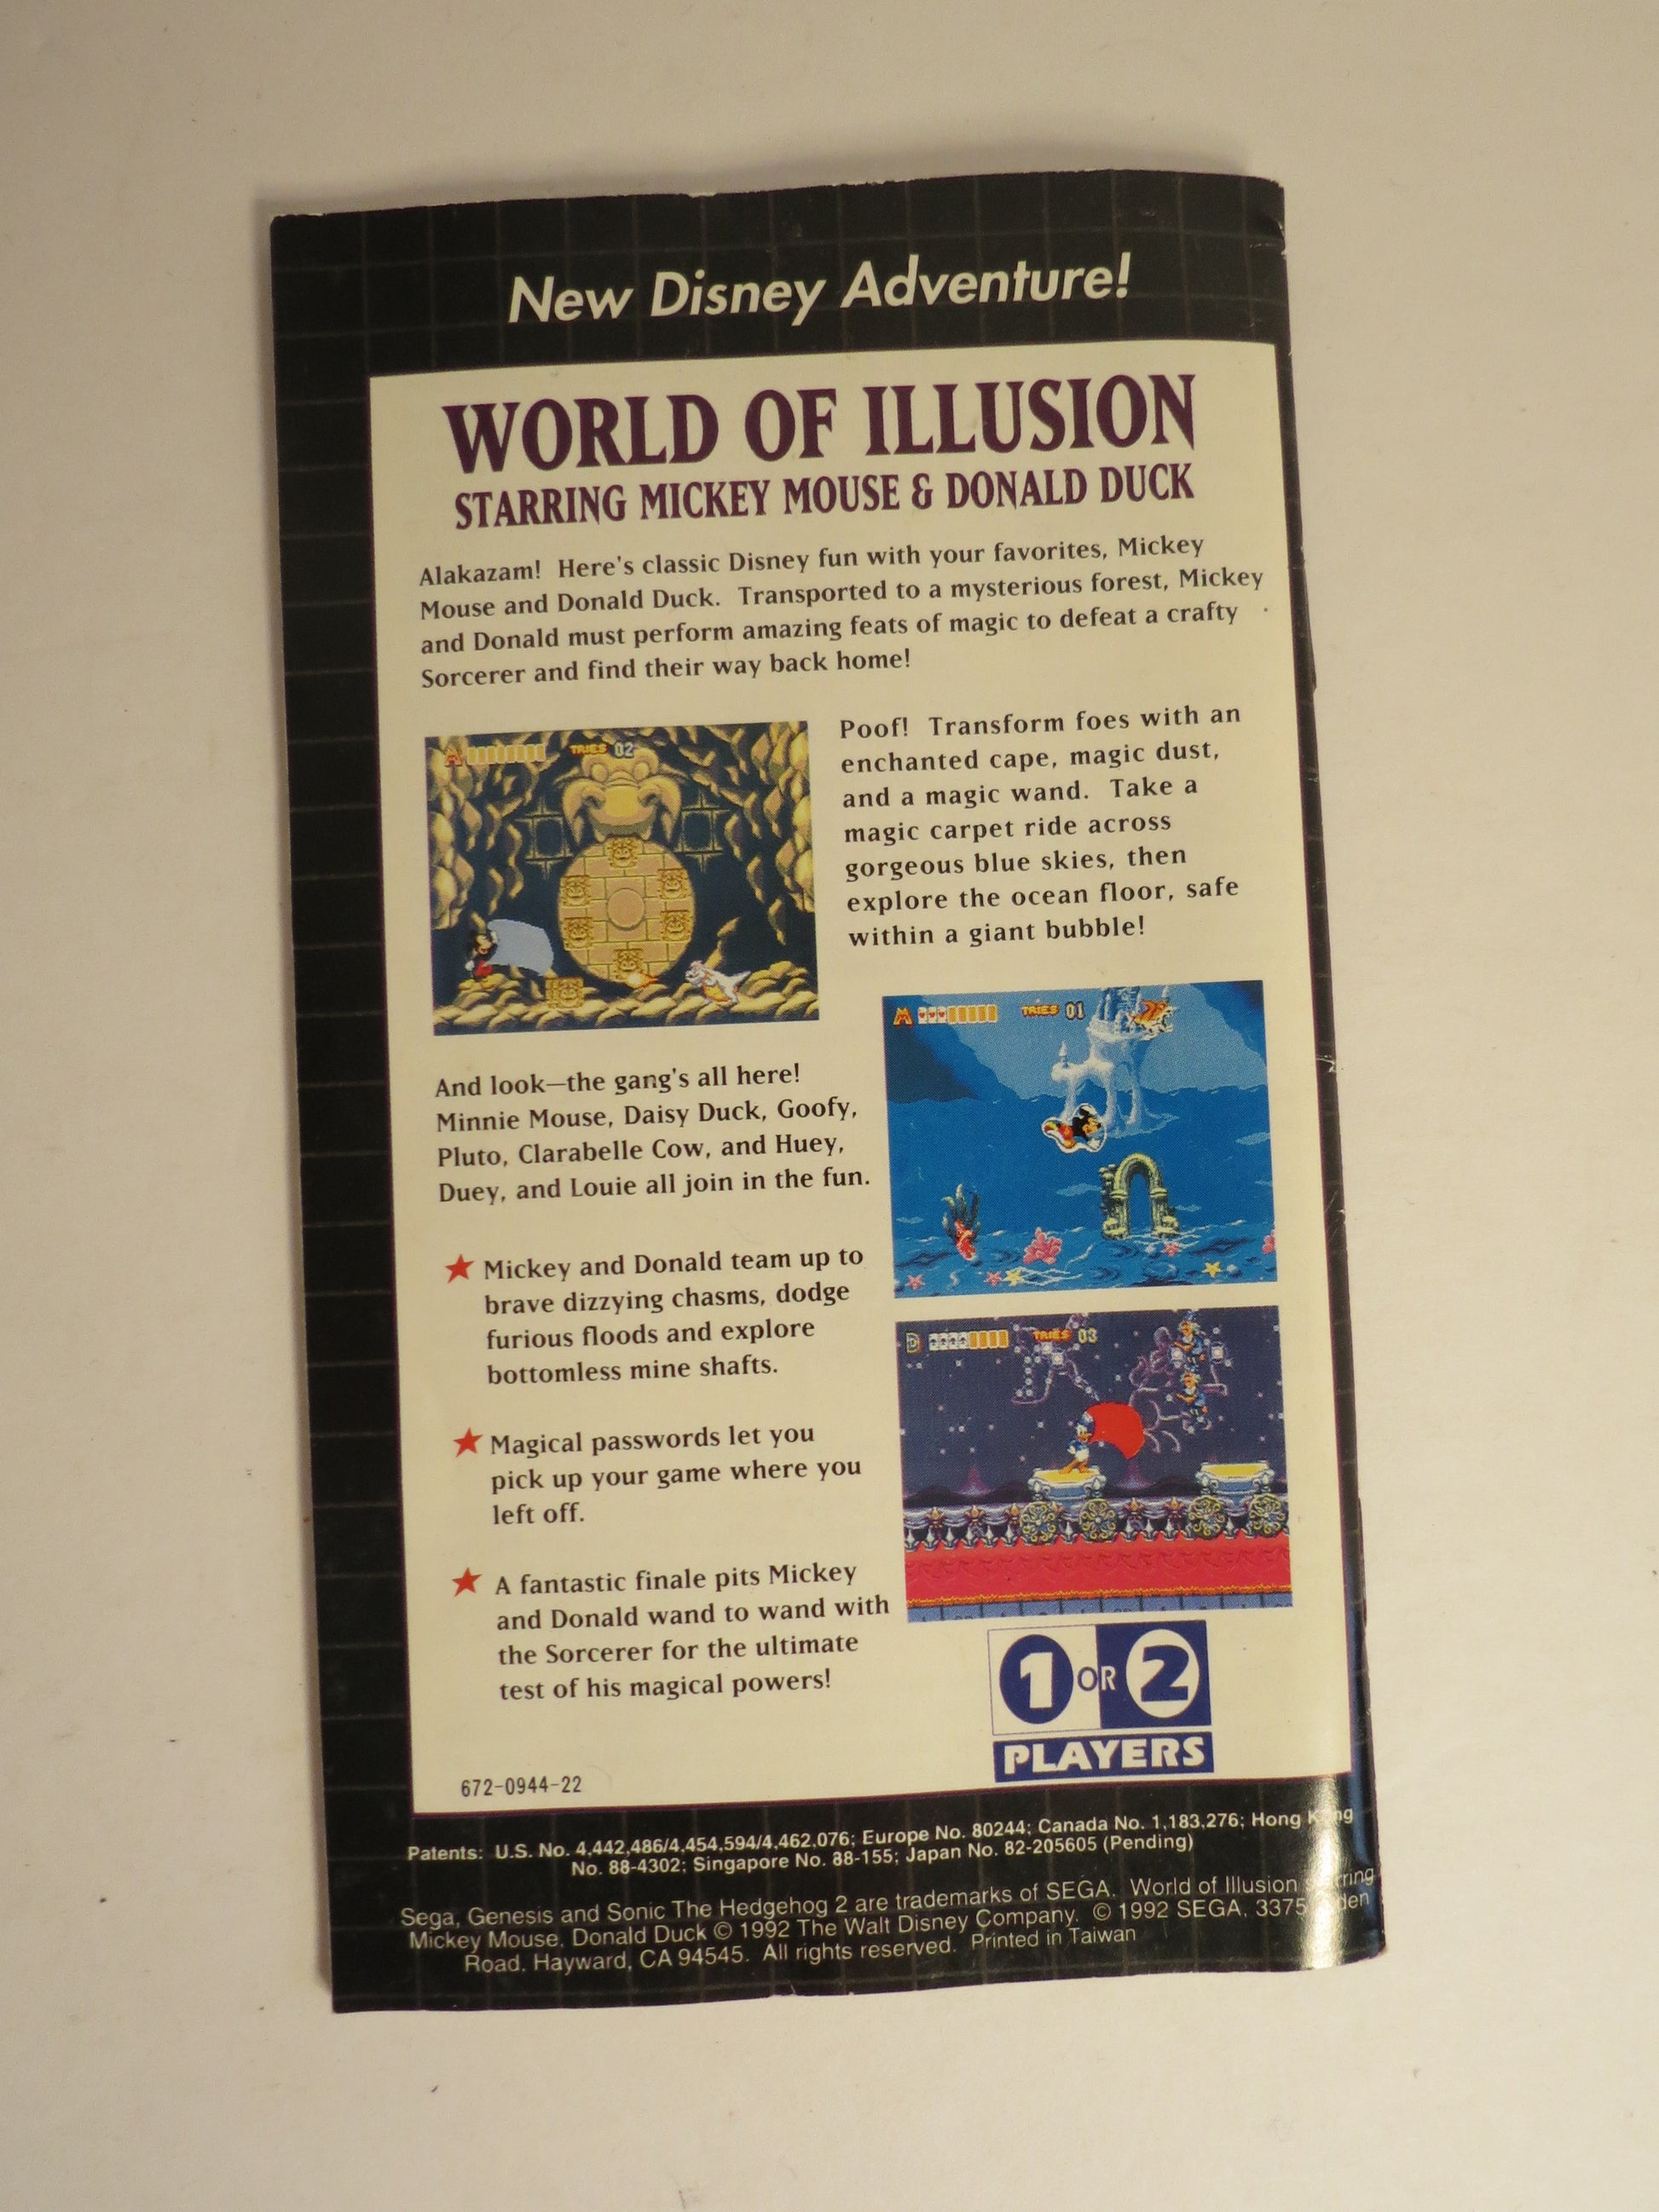 New Disney Adventure!
WORLD OF ILLUSION
STARRING MICKEY MOUSE & DONALD DUCK
Alakazam! Here's classic Disney fun with your favorites, Mickey
Mouse and Donald Duck. Transported to a mysterious forest, Mickey
and Donald must perform amazing feats of magic to defeat a crafty
Sorcerer and find their way back home!
TRIES 02
Poof! Transform foes with an
enchanted cape, magic dust,
and a magic wand. Take a
magic carpet ride across
gorgeous blue skies, then
explore the ocean floor, safe
within a giant bubble!
M TRIES 01
And look—the gang's all here!
Minnie Mouse, Daisy Duck, Goofy,
Pluto, Clarabelle Cow, and Huey,
Duey, and Louie all join in the fun.
★ Mickey and Donald team up to
brave dizzying chasms, dodge
furious floods and explore
bottomless mine shafts.
D TRIES 03
★ Magical passwords let you
pick up your game where you
left off.
★ A fantastic finale pits Mickey
and Donald wand to wand with
the Sorcerer for the ultimate
test of his magical powers!
1 OR 2
PLAYERS
672-0944-22
Patents: U.S. No. 4,442,486/4,454,594/4,462,076; Europe No. 80244; Canada No. 1,183,276; Hong Kong
No. 88-4302; Singapore No. 88-155; Japan No. 82-205605 (Pending)
Sega, Genesis and Sonic The Hedgehog 2 are trademarks of SEGA. World of Illusion
Mickey Mouse, Donald Duck © 1992 The Walt Disney Company. © 1992 SEGA, 3375
Road, Hayward, CA 94545. All rights reserved. Printed in Taiwan